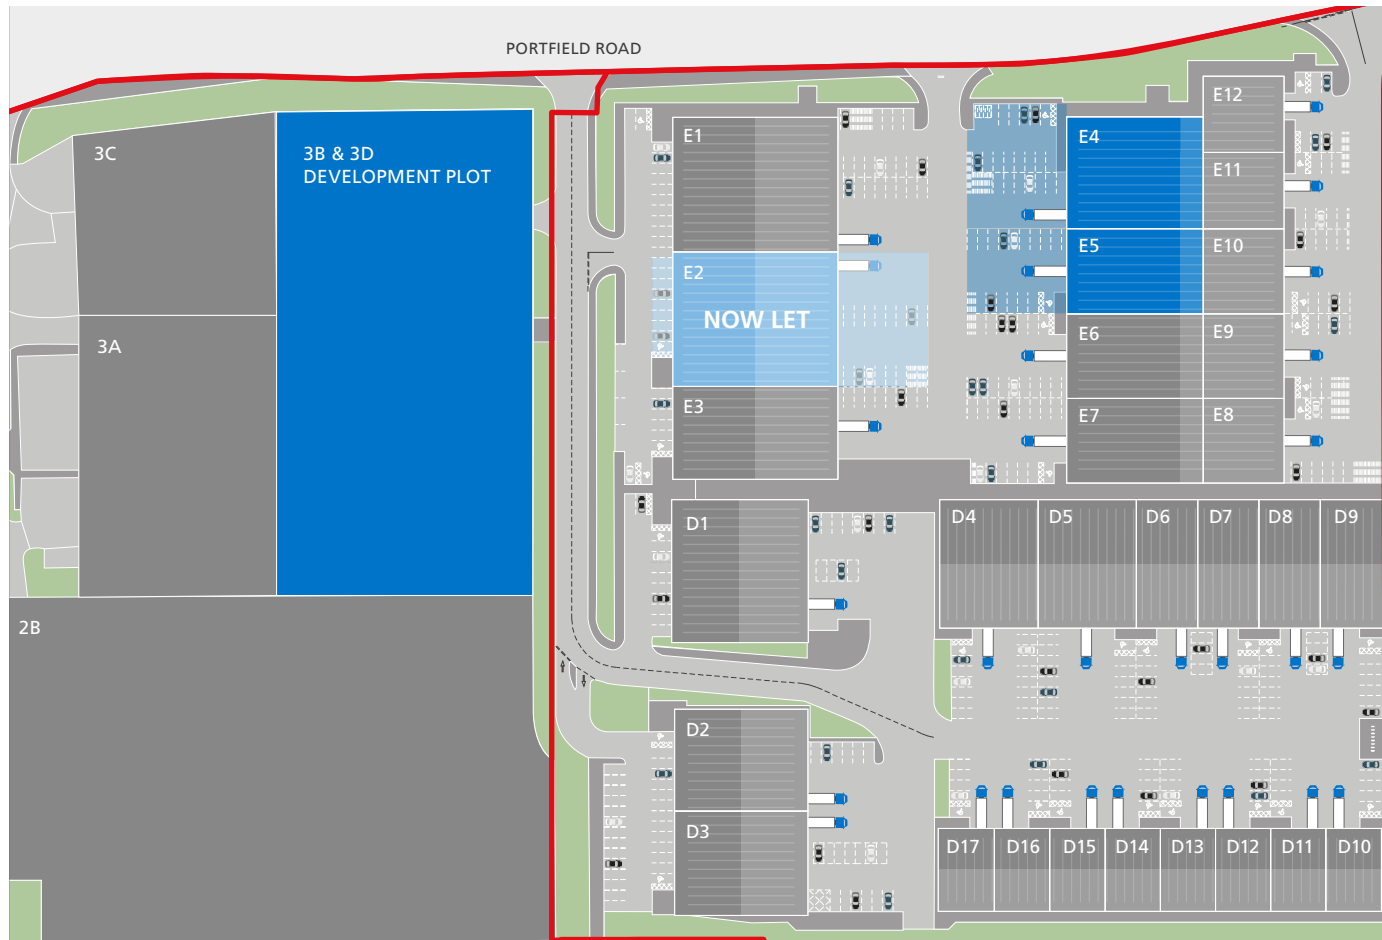 PORTFIELD ROAD
3C
3B & 3D
DEVELOPMENT PLOT
3A
2B
E1
E2
NOW LET
E3
E4
E5
E6
E7
E12
E11
E10
E9
E8
D1
D2
D3
D4
D5
D6
D7
D8
D9
D17
D16
D15
D14
D13
D12
D11
D10